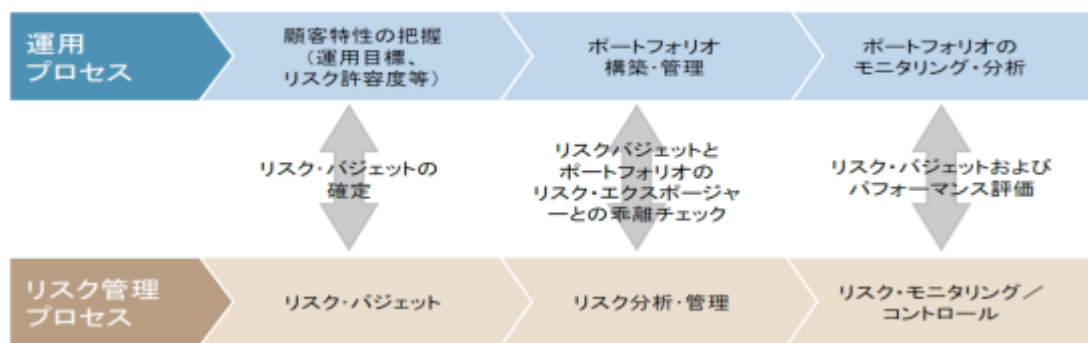 運用
プロセス
顧客特性の把握
（運用目標、
リスク許容度等）
ポートフォリオ
構築・管理
ポートフォリオの
モニタリング・分析
リスク・バジェットの
確定
リスクバジェットと
ポートフォリオの
リスク・エクスポージャ
ーとの乖離チェック
リスク・バジェットおよび
パフォーマンス評価
リスク管理
プロセス
リスク・バジェット
リスク分析・管理
リスク・モニタリング／
コントロール